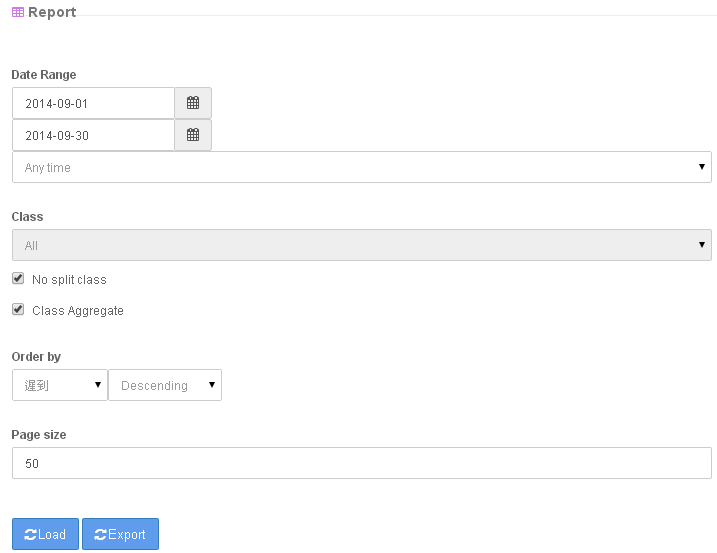 Report
Date Range
2014-09-01
2014-09-30
Any time
Class
All
No split class
Class Aggregate
Order by
遲到 Descending
Page size
50
Load Export